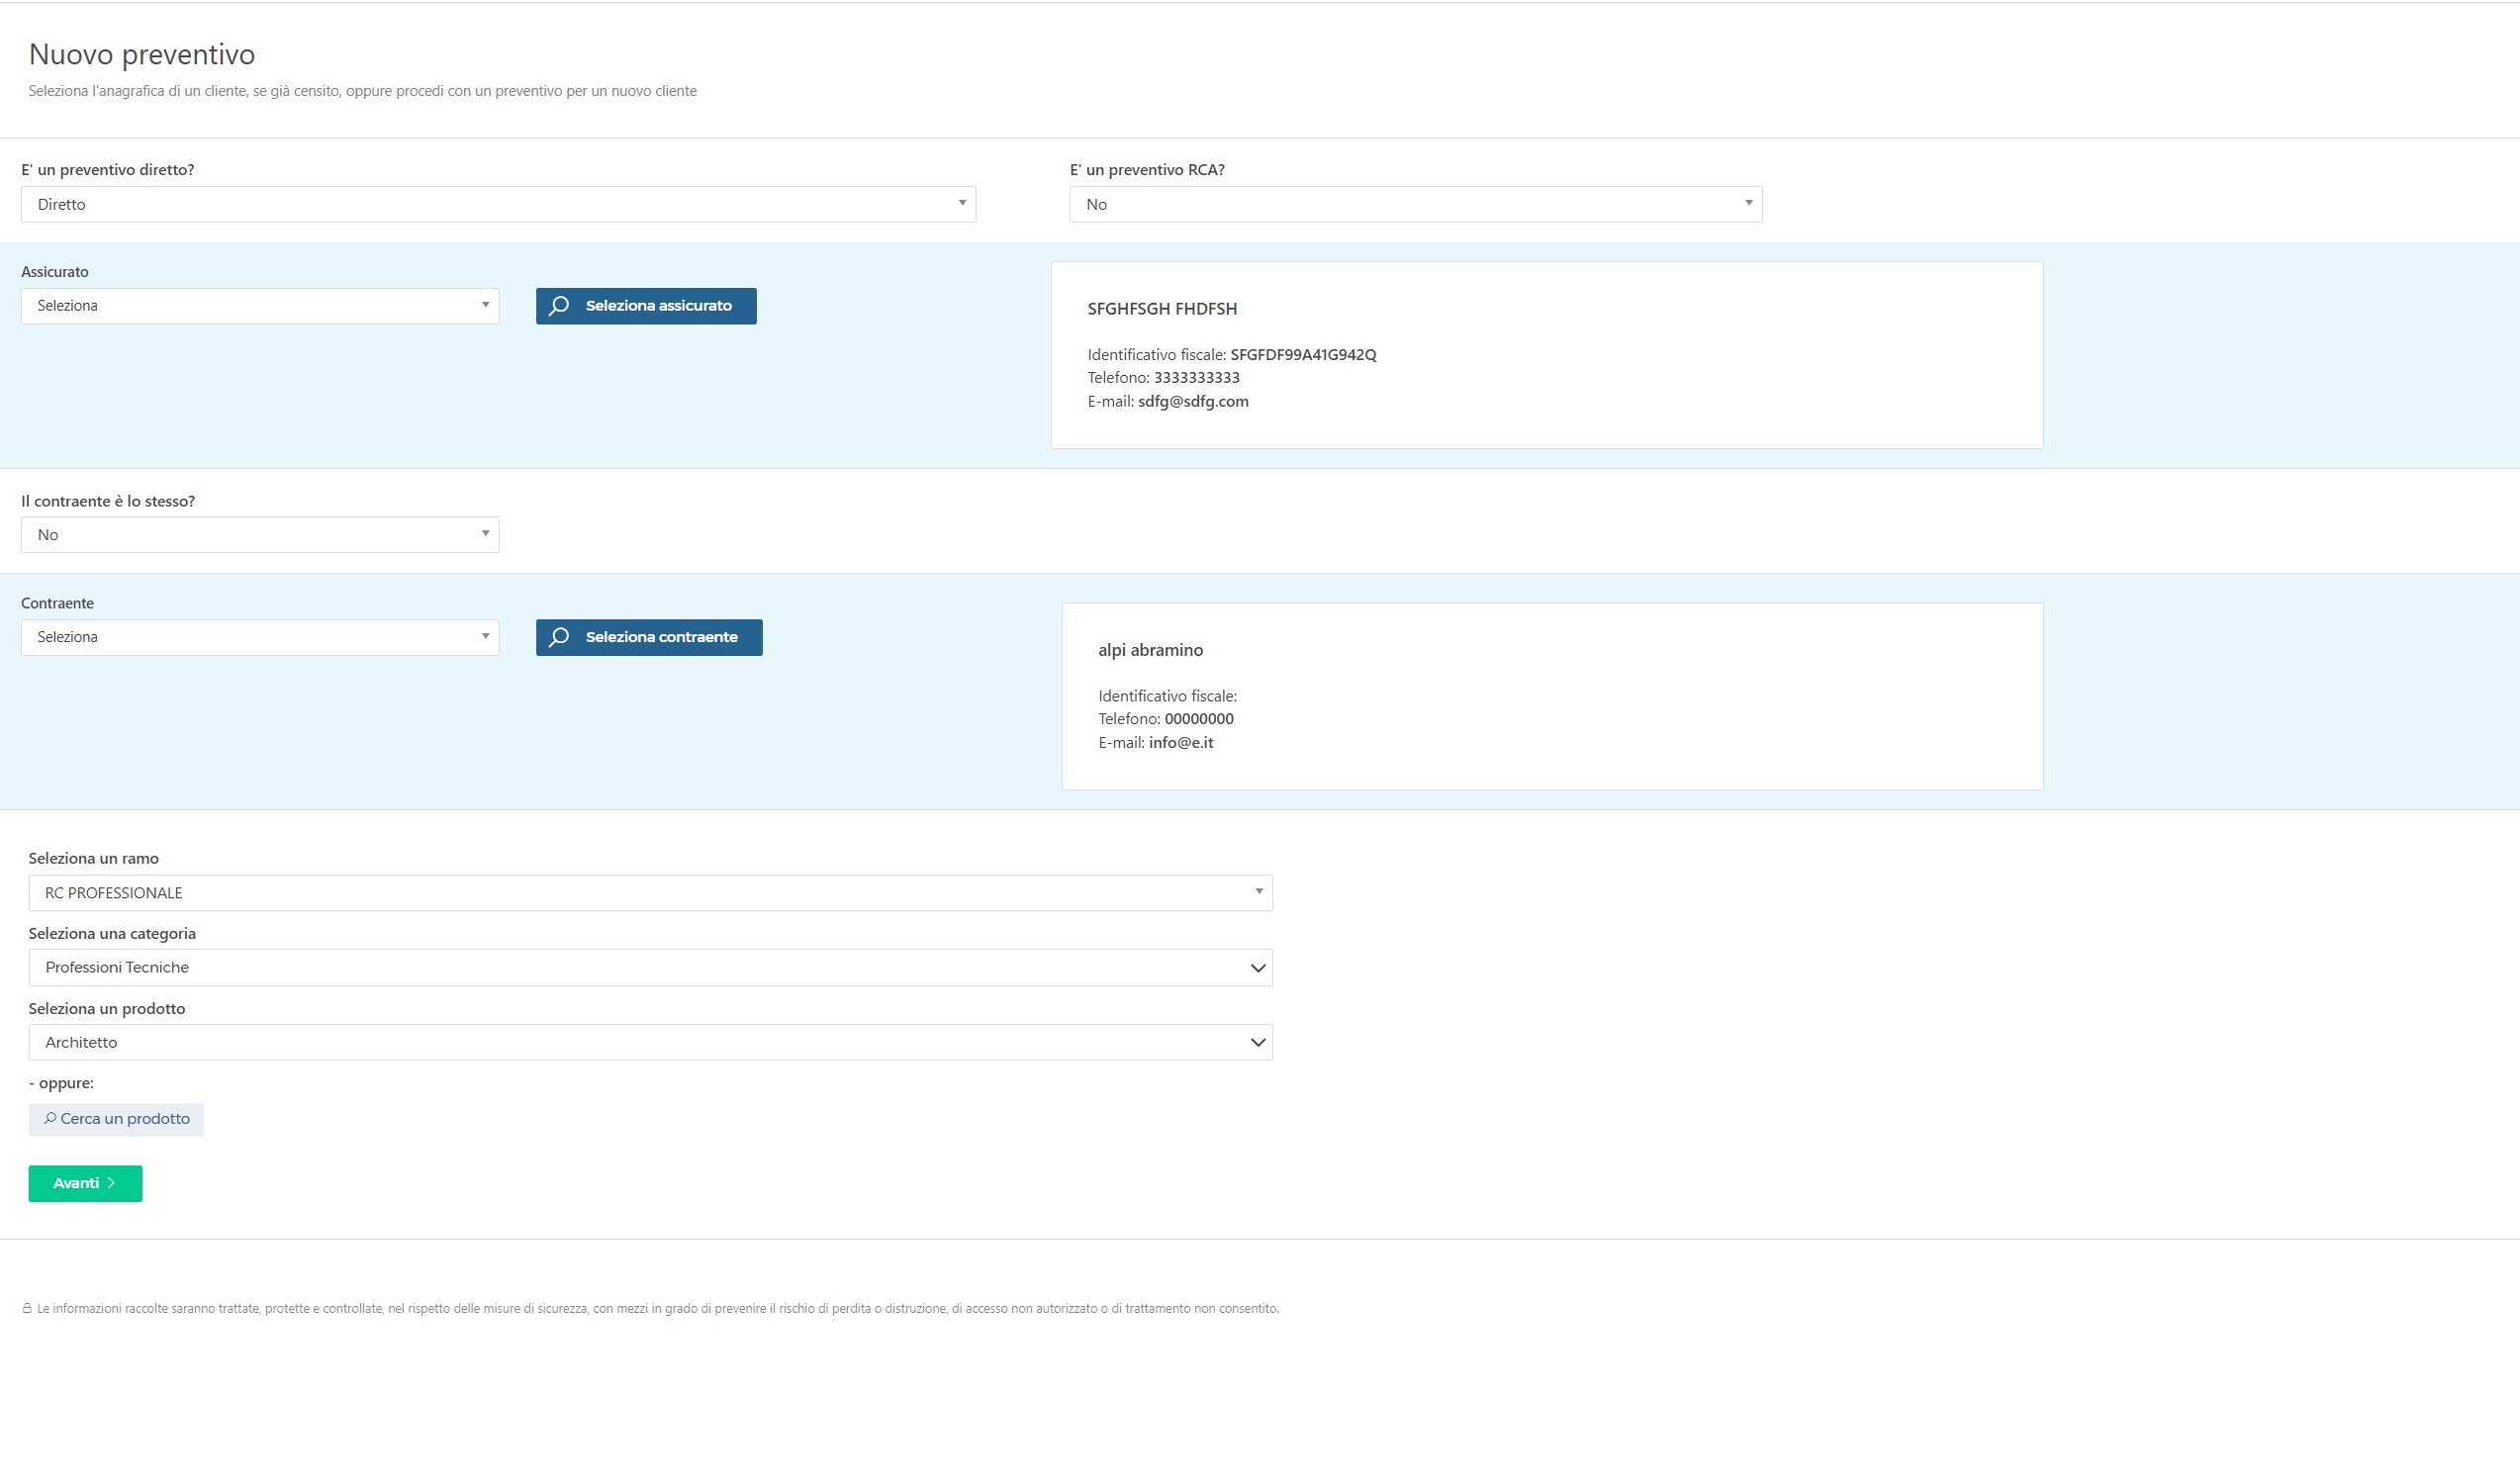 Nuovo preventivo
Seleziona l'anagrafica di un cliente, se già censito, oppure procedi con un preventivo per un nuovo cliente
E' un preventivo diretto?
Diretto
E' un preventivo RCA?
No
Assicurato
Seleziona
Seleziona assicurato
SFGHFSGH FHDFSH
Identificativo fiscale: SFGFDF99A41G942Q
Telefono: 3333333333
E-mail: sdfg@sdfg.com
Il contraente è lo stesso?
No
Contraente
Seleziona
Seleziona contraente
alpi abramino
Identificativo fiscale:
Telefono: 00000000
E-mail: info@e.it
Seleziona un ramo
RC PROFESSIONALE
Seleziona una categoria
Professioni Tecniche
Seleziona un prodotto
Architetto
- oppure:
Cerca un prodotto
Avanti
Le informazioni raccolte saranno trattate, protette e controllate, nel rispetto delle misure di sicurezza, con mezzi in grado di prevenire il rischio di perdita o distruzione, di accesso non autorizzato o di trattamento non consentito.